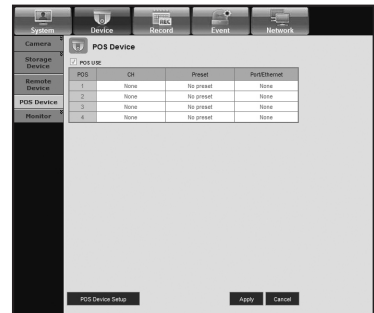 System Device Record Event Network
REC
Camera
Storage
Device
Remote
Device
POS Device
Monitor
POS Device
POS USE
POS CH Preset Port/Ethernet
1 None No preset None
2 None No preset None
3 None No preset None
4 None No preset None
POS Device Setup Apply Cancel